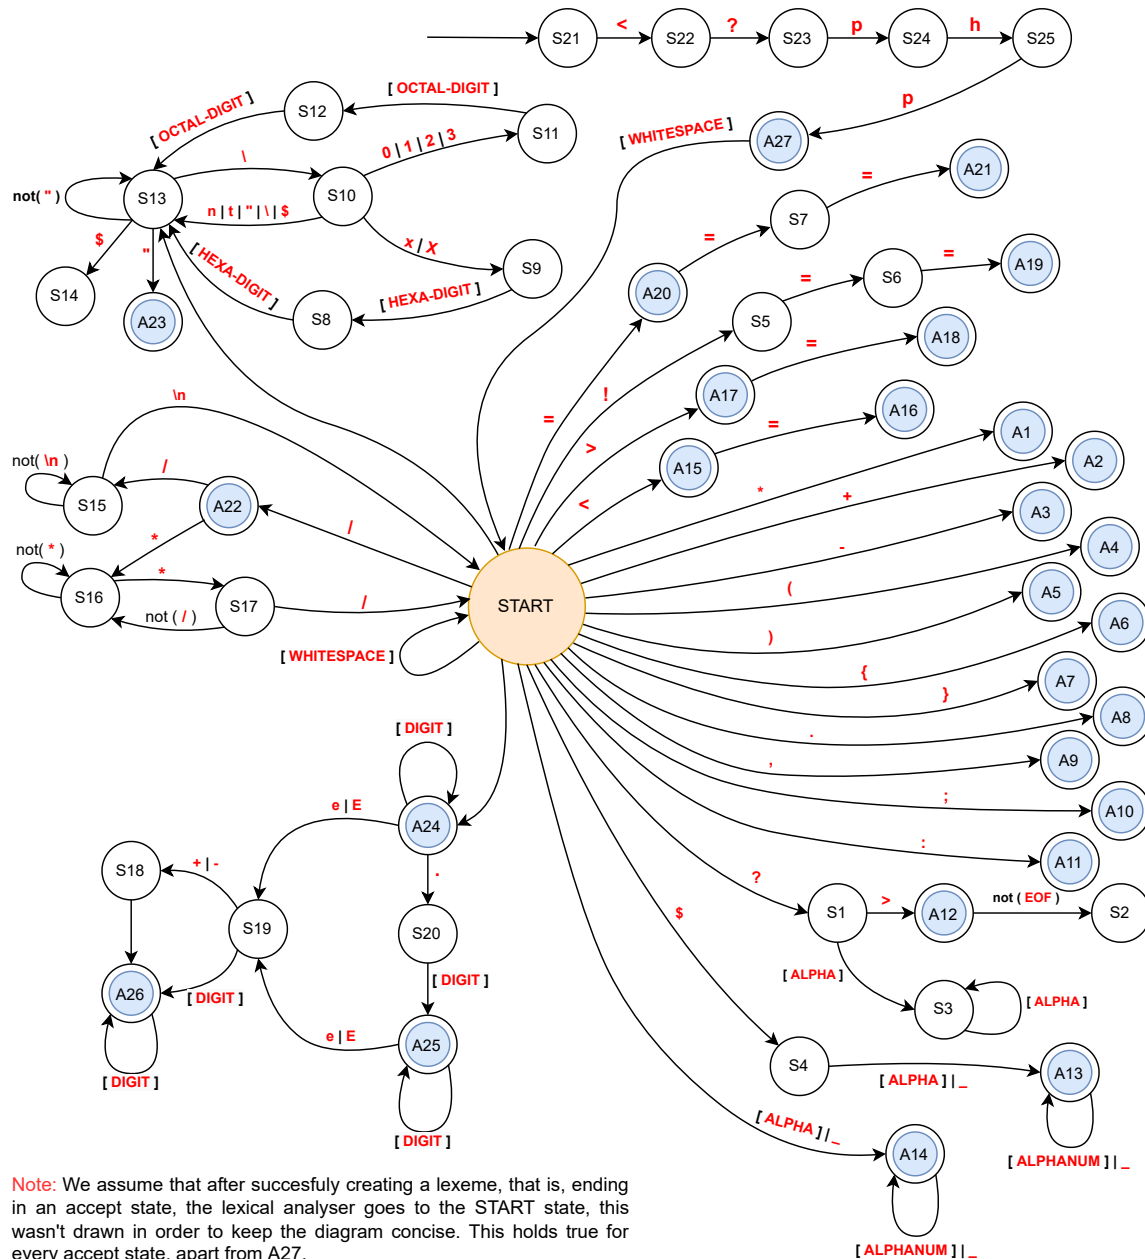 S21
<
S22
?
S23
p
S24
h
S25
p
A27
[ WHITESPACE ]
S12
[ OCTAL-DIGIT ]
[ OCTAL-DIGIT ]
S11
0 | 1 | 2 | 3
\
S13
S10
not( " )
n | t | " | \ | $
$
"
[ HEXA-DIGIT ]
x | X
S9
S14
A23
S8
[ HEXA-DIGIT ]
A21
=
S7
=
A20
=
S6
=
A19
=
S5
!
A18
=
A17
>
A16
=
A15
<
\n
not( \n )
/
S15
A22
/
not( * )
*
*
S16
S17
not ( / )
/
START
[ WHITESPACE ]
*
A1
+
A2
-
A3
(
A4
)
A5
{
A6
}
A7
.
A8
,
A9
;
A10
:
A11
?
S1
>
A12
not ( EOF )
S2
[ ALPHA ]
S3
[ ALPHA ]
$
S4
[ ALPHA ] | _
A13
[ ALPHANUM ] | _
[ ALPHA ] | _
A14
[ ALPHANUM ] | _
[ DIGIT ]
e | E
A24
.
S18
+ | -
S19
S20
[ DIGIT ]
A26
[ DIGIT ]
e | E
A25
[ DIGIT ]
[ DIGIT ]
Note: We assume that after succesfuly creating a lexeme, that is, ending
in an accept state, the lexical analyser goes to the START state, this
wasn't drawn in order to keep the diagram concise. This holds true for
every accept state, apart from A27.